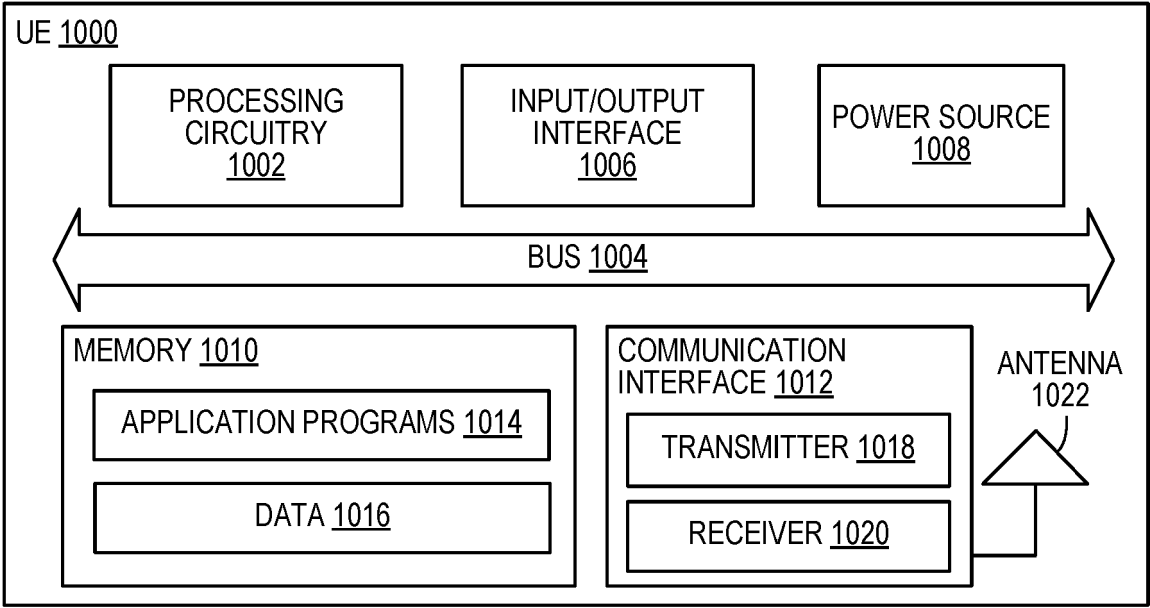 UE 1000
PROCESSING
CIRCUITRY
1002
INPUT/OUTPUT
INTERFACE
1006
POWER SOURCE
1008
BUS 1004
MEMORY 1010
APPLICATION PROGRAMS 1014
DATA 1016
COMMUNICATION
INTERFACE 1012
TRANSMITTER 1018
RECEIVER 1020
ANTENNA
1022